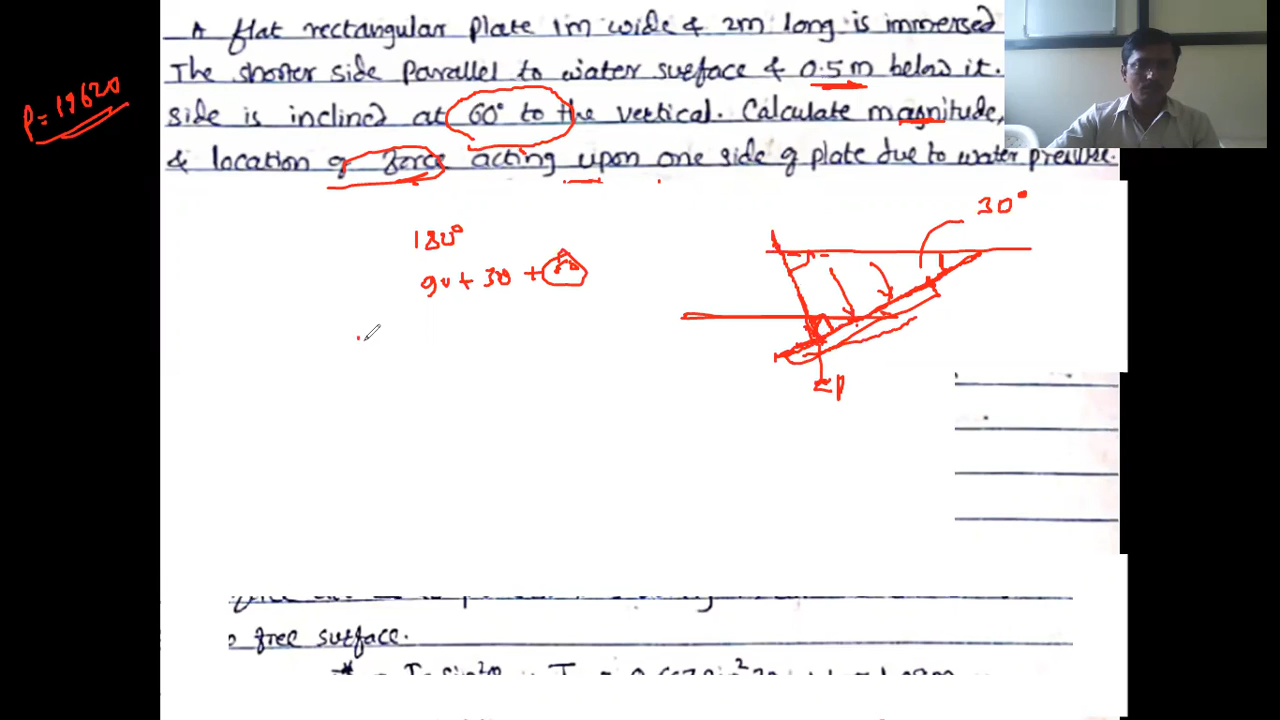 A flat rectangular plate 1m wide & 2m long is immersed
The shorter side parallel to water surface & 0.5 m below it.
side is inclined at 60° to the vertical. Calculate magnitude,
& location of force acting upon one side of plate due to water pressure.
P = 19620
180°
90 + 30 +
30°
P
free surface.